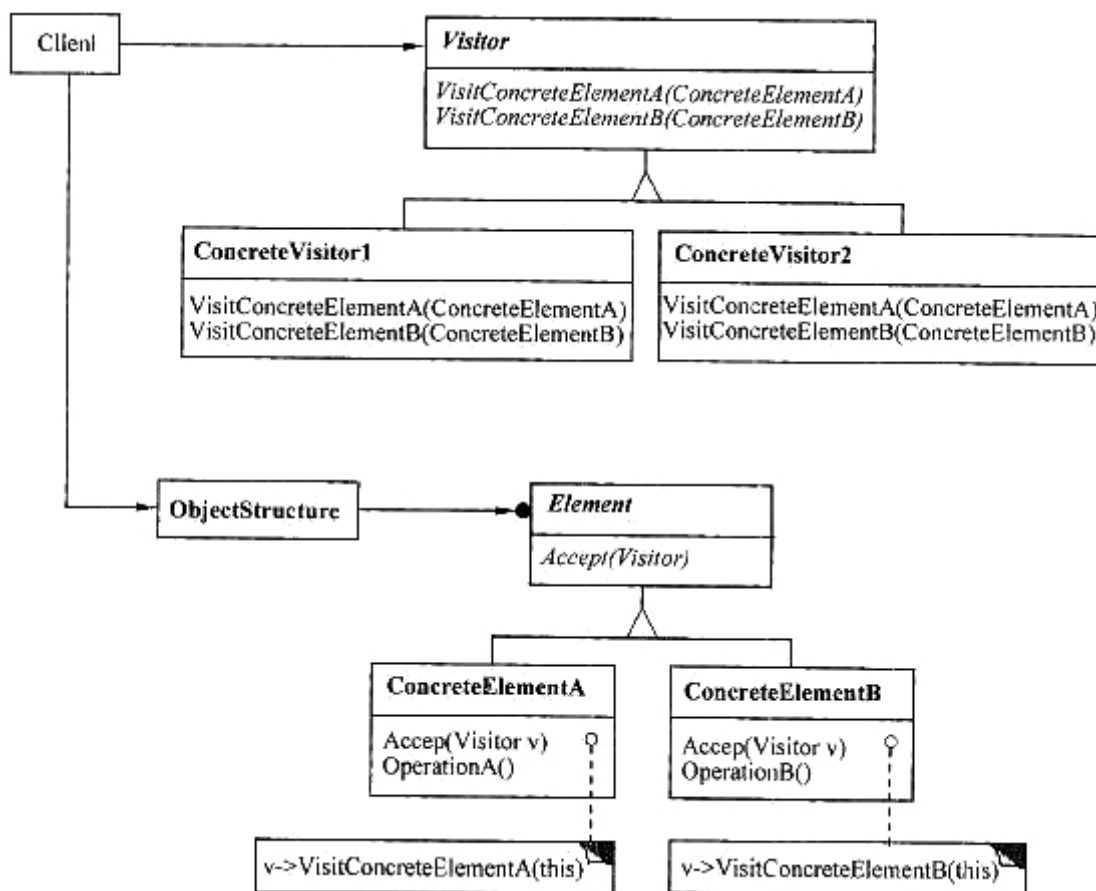 Client
Visitor
VisitConcreteElementA(ConcreteElementA)
VisitConcreteElementB(ConcreteElementB)
ConcreteVisitor1
VisitConcreteElementA(ConcreteElementA)
VisitConcreteElementB(ConcreteElementB)
ConcreteVisitor2
VisitConcreteElementA(ConcreteElementA)
VisitConcreteElementB(ConcreteElementB)
ObjectStructure
Element
Accept(Visitor)
ConcreteElementA
Accep(Visitor v)
OperationA()
ConcreteElementB
Accep(Visitor v)
OperationB()
v->VisitConcreteElementA(this)
v->VisitConcreteElementB(this)